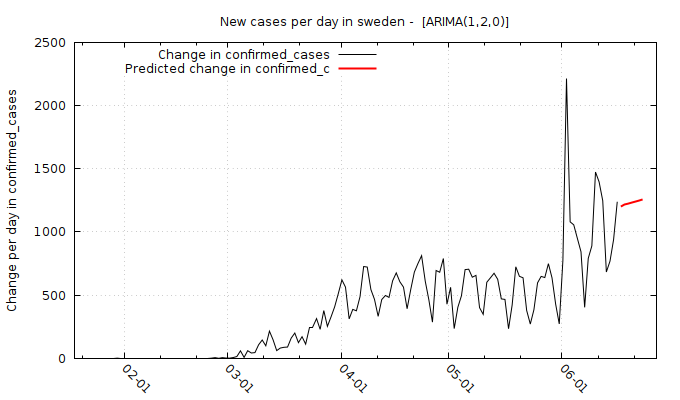 New cases per day in sweden - [ARIMA(1,2,0)]
Change in confirmed_cases
Predicted change in confirmed_c
Change per day in confirmed_cases
2500
2000
1500
1000
500
0
02-01
03-01
04-01
05-01
06-01